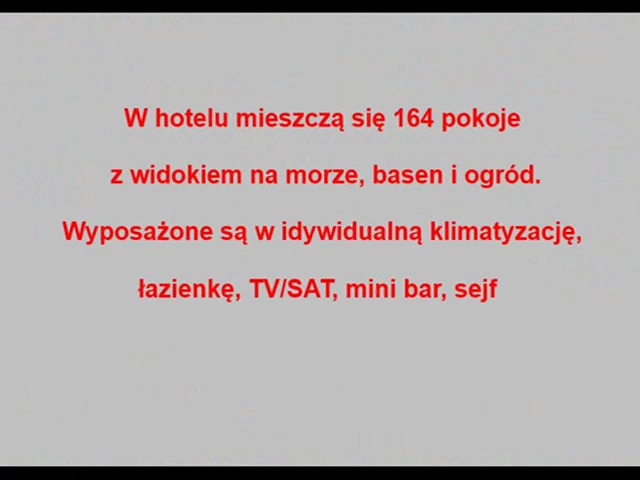 W hotelu mieszczą się 164 pokoje
z widokiem na morze, basen i ogród.
Wyposażone są w idywidualną klimatyzację,
łazienkę, TV/SAT, mini bar, sejf